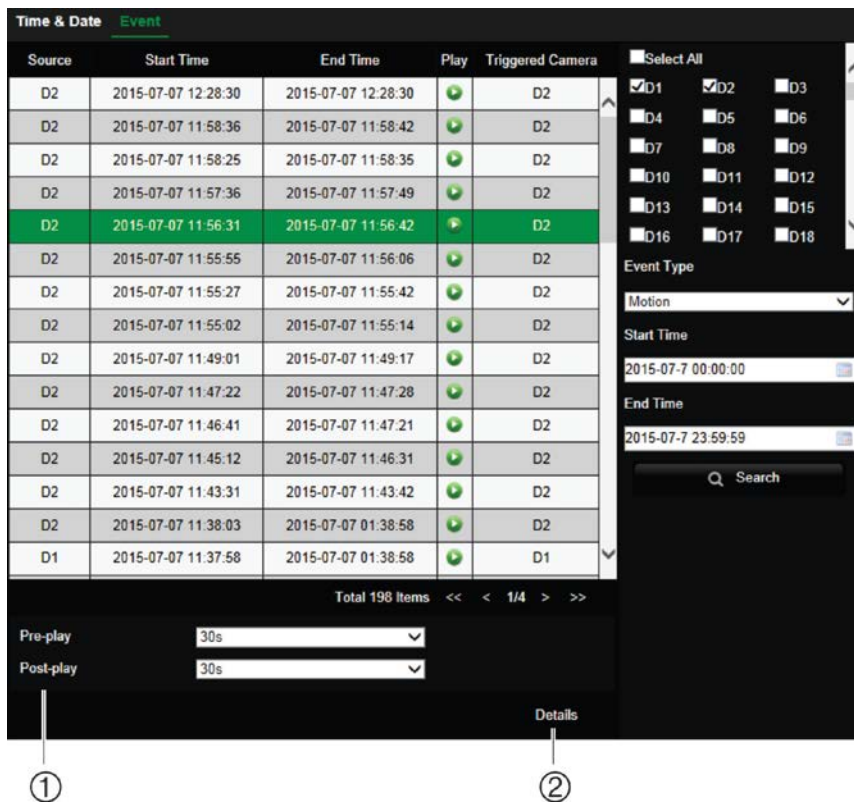 Time & Date Event
Source Start Time End Time Play Triggered Camera
D2 2015-07-07 12:28:30 2015-07-07 12:28:30 D2
D2 2015-07-07 11:58:36 2015-07-07 11:58:42 D2
D2 2015-07-07 11:58:25 2015-07-07 11:58:35 D2
D2 2015-07-07 11:57:36 2015-07-07 11:57:49 D2
D2 2015-07-07 11:56:31 2015-07-07 11:56:42 D2
D2 2015-07-07 11:55:55 2015-07-07 11:56:06 D2
D2 2015-07-07 11:55:27 2015-07-07 11:55:42 D2
D2 2015-07-07 11:55:02 2015-07-07 11:55:14 D2
D2 2015-07-07 11:49:01 2015-07-07 11:49:17 D2
D2 2015-07-07 11:47:22 2015-07-07 11:47:28 D2
D2 2015-07-07 11:46:41 2015-07-07 11:47:21 D2
D2 2015-07-07 11:45:12 2015-07-07 11:46:31 D2
D2 2015-07-07 11:43:31 2015-07-07 11:43:42 D2
D2 2015-07-07 11:38:03 2015-07-07 01:38:58 D2
D1 2015-07-07 11:37:58 2015-07-07 01:38:58 D1
Total 198 Items << < 1/4 > >>
Pre-play 30s
Post-play 30s
Details
Select All
D1 D2 D3
D4 D5 D6
D7 D8 D9
D10 D11 D12
D13 D14 D15
D16 D17 D18
Event Type
Motion
Start Time
2015-07-7 00:00:00
End Time
2015-07-7 23:59:59
Search
① ②